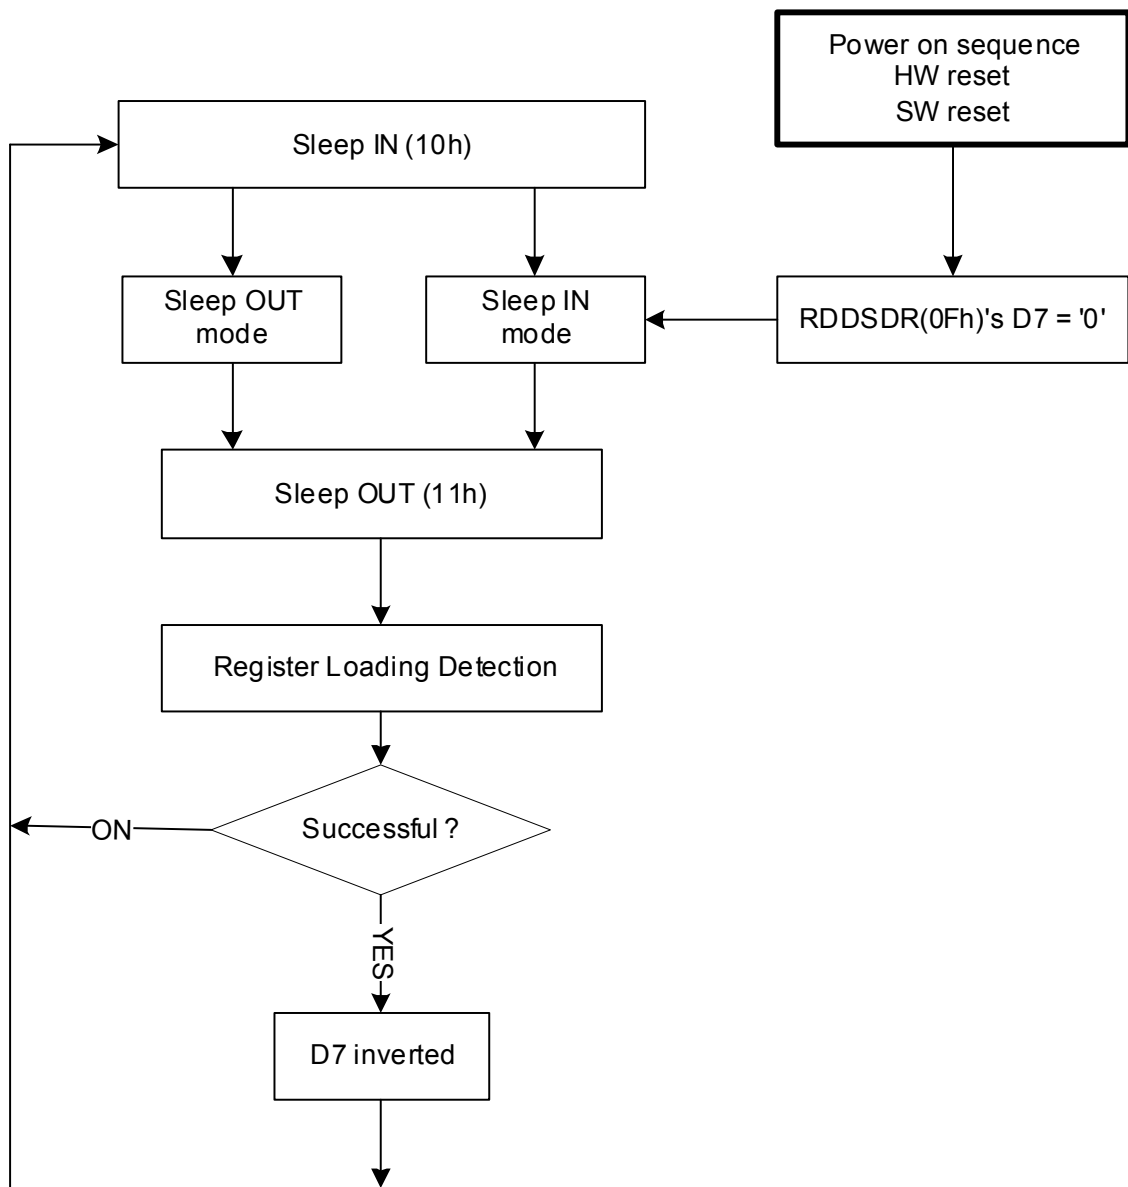 Power on sequence
HW reset
SW reset
Sleep IN (10h)
Sleep OUT
mode
Sleep IN
mode
RDDSDR(0Fh)'s D7 = '0'
Sleep OUT (11h)
Register Loading Detection
Successful ?
ON
YES
D7 inverted